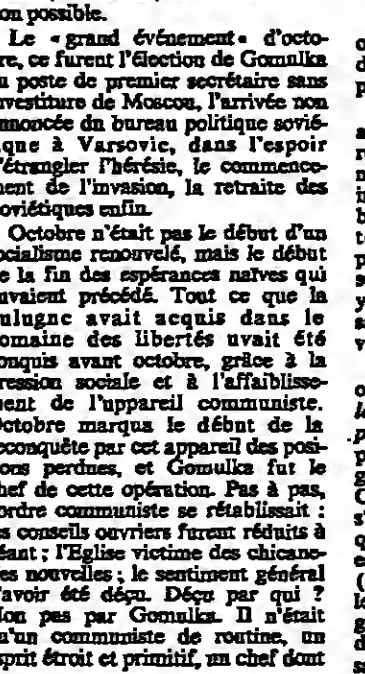 on possible.
Le «grand événement» d'octo-
re, ce furent l'élection de Gomulka
u poste de premier secrétaire sans
nvestiture de Moscou, l'arrivée non
nnoncée du bureau politique sovié-
ique à Varsovie, dans l'espoir
'étrangler l'hérésie, le commence-
ent de l'invasion, la retraite des
oviétiques enfin.
Octobre n'était pas le début d'un
ocialisme renouvelé, mais le début
e la fin des espérances naïves qui
uvaient précédé. Tout ce que la
ulugne avait acquis dans le
omaine des libertés uvait été
onquis avant octobre, grâce à la
ression sociale et à l'affaiblisse-
ent de l'uppareil communiste.
ctobre marqua le début de la
econquête par cet appareil des posi-
ons perdues, et Gomulka fut le
hef de cette opération. Pas à pas,
ordre communiste se rétablissait :
es conseils ouvriers furent réduits à
éant ; l'Eglise victime des chicane-
es nouvelles ; le sentiment général
'avoir été déçu. Déçu par qui ?
Non pas par Gomulka. Il n'était
u'un communiste de routine, un
sprit étroit et primitif, un chef dont